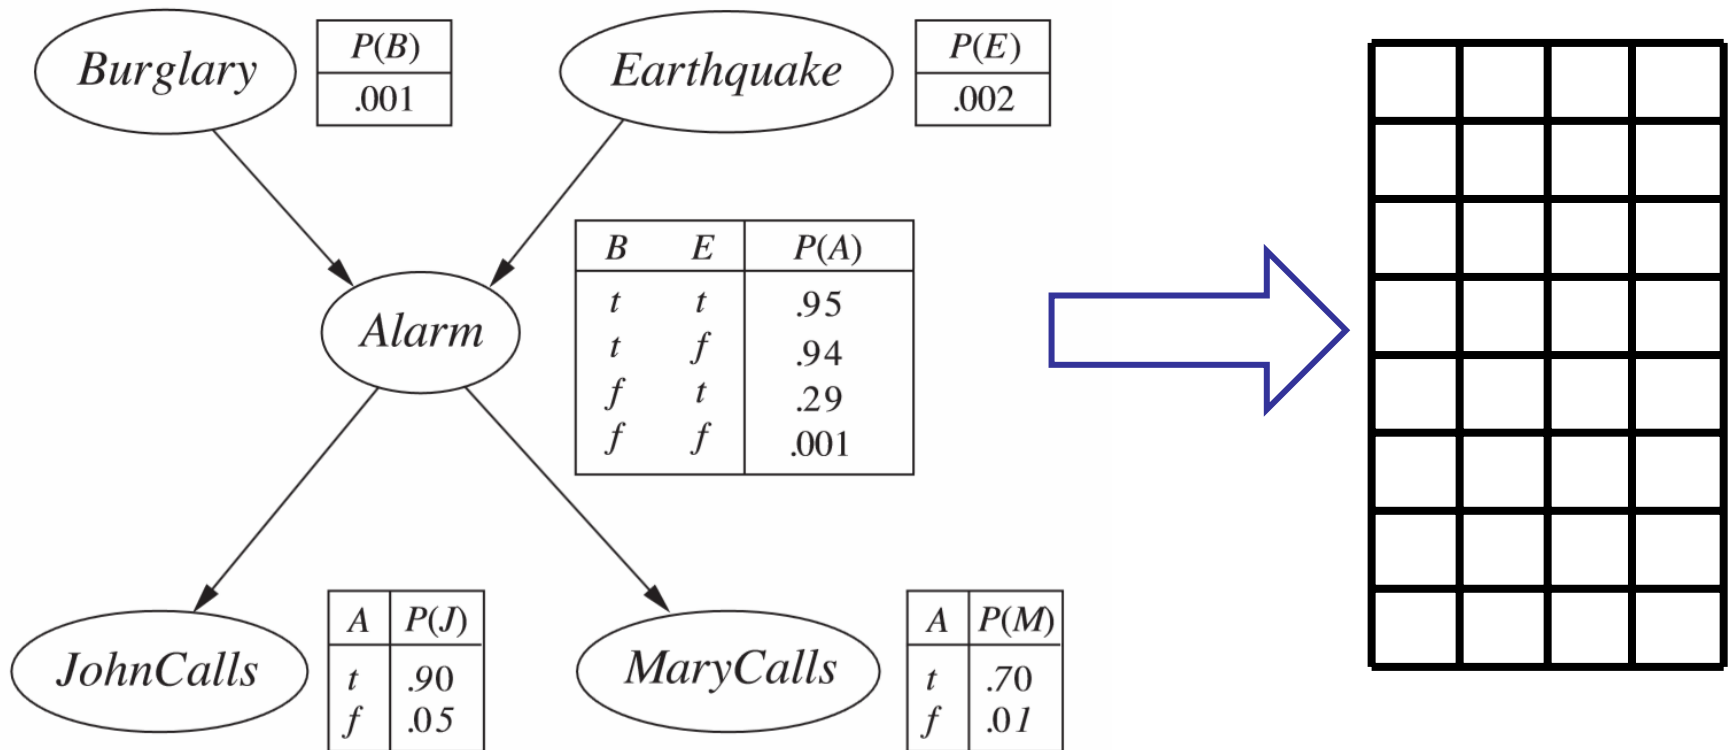 Burglary
P(B)
.001
Earthquake
P(E)
.002
Alarm
B E P(A)
t t .95
t f .94
f t .29
f f .001
JohnCalls
A P(J)
t .90
f .05
MaryCalls
A P(M)
t .70
f .01